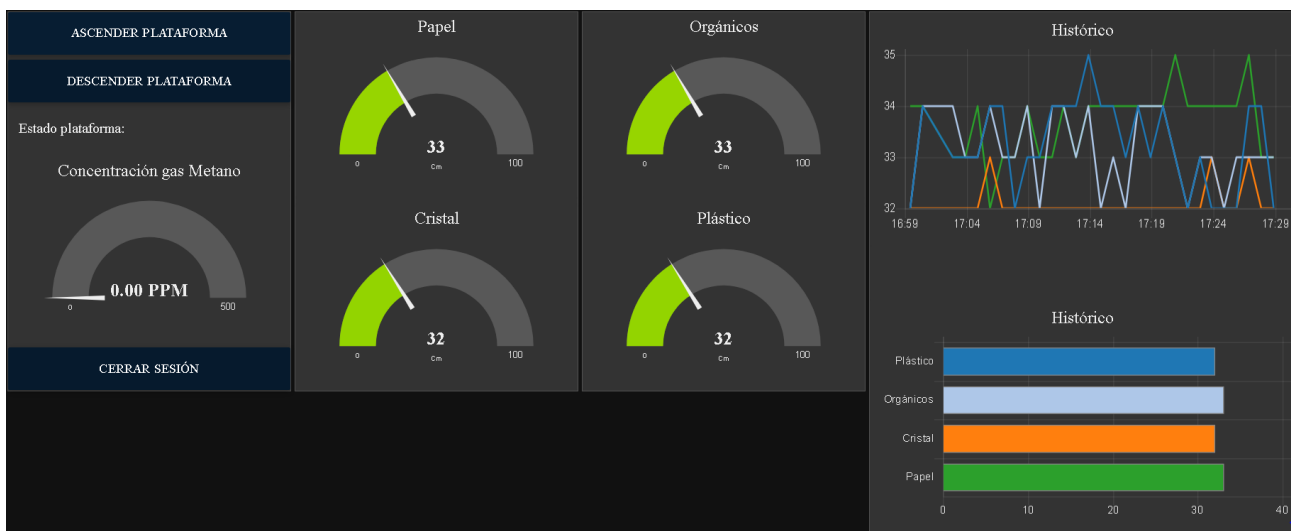 ASCENDER PLATAFORMA
DESCENDER PLATAFORMA
Estado plataforma:
Concentración gas Metano
0.00 PPM
0
500
CERRAR SESIÓN
Papel
33
Cm
0
100
Cristal
32
Cm
0
100
Orgánicos
33
Cm
0
100
Plástico
32
Cm
0
100
Histórico
35
34
33
32
16:59 17:04 17:09 17:14 17:19 17:24 17:29
Histórico
Plástico
Orgánicos
Cristal
Papel
0 10 20 30 40